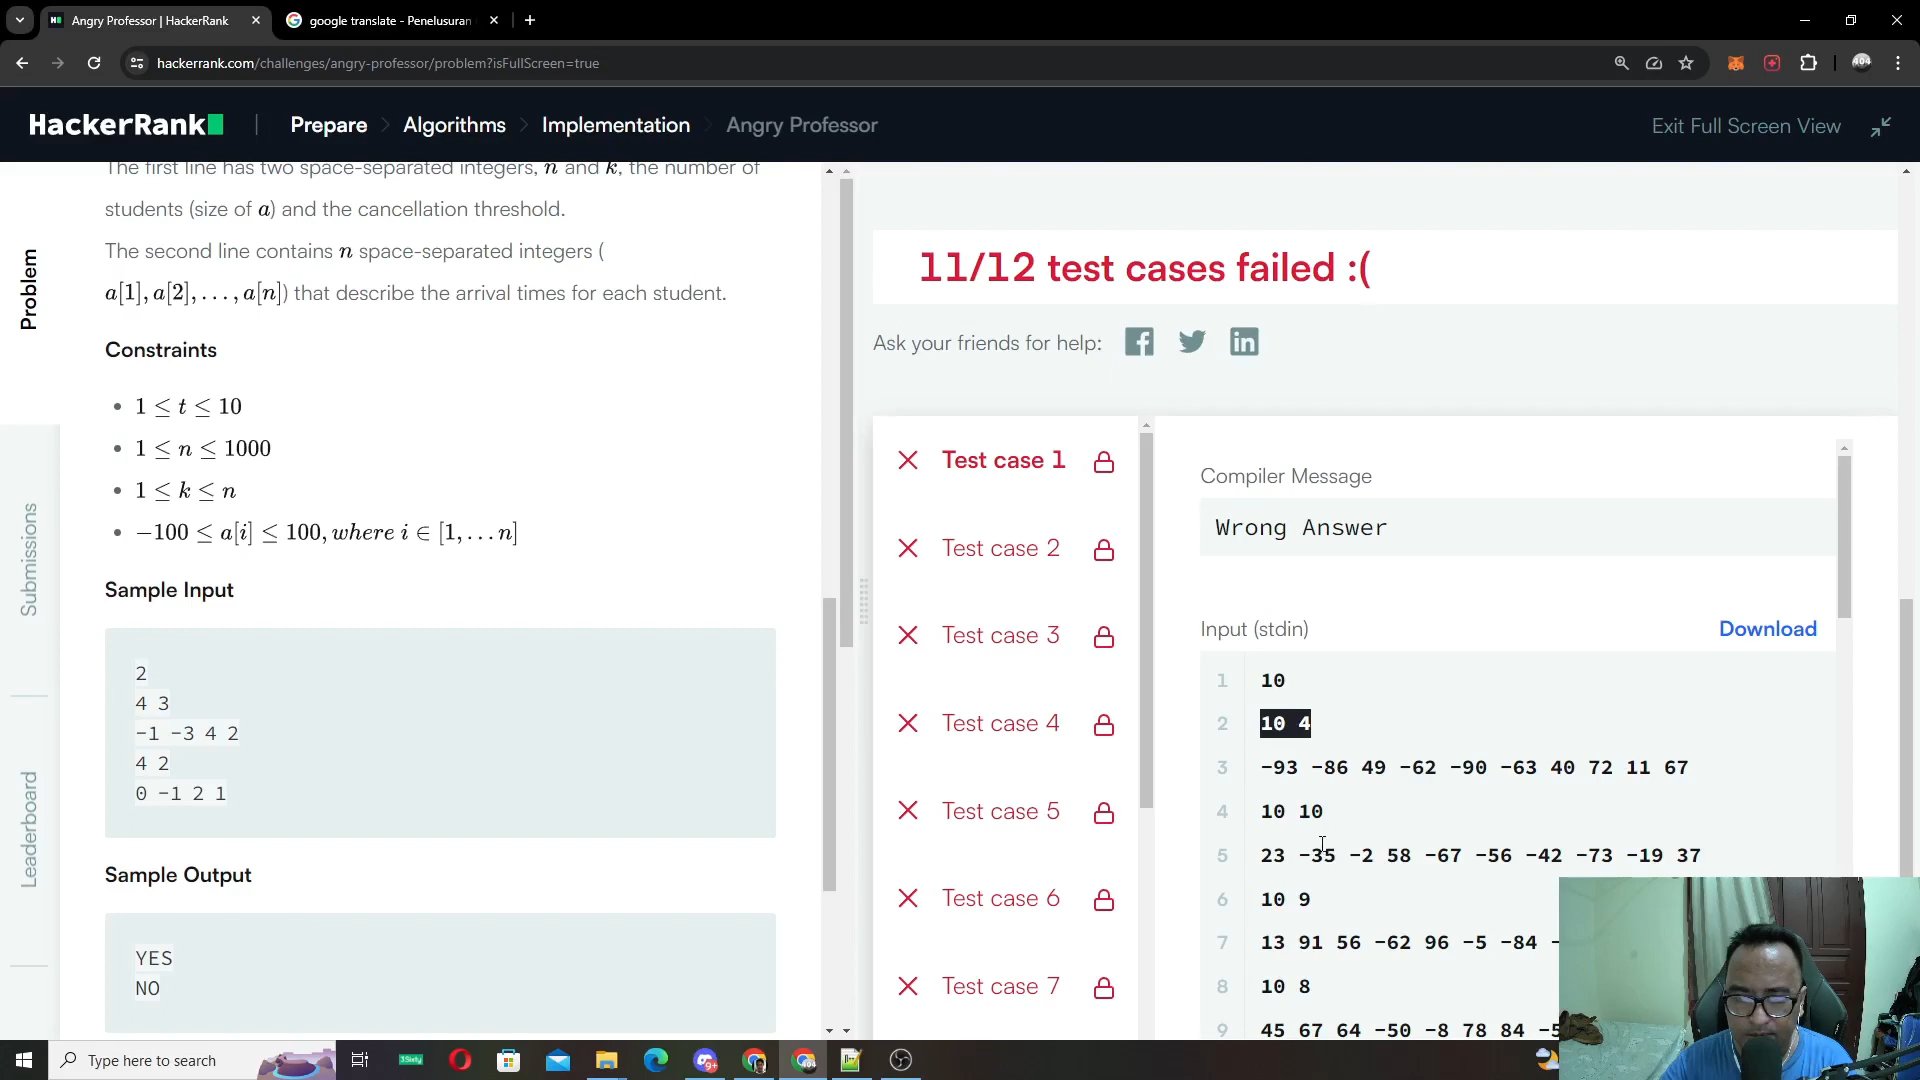 Angry Professor | HackerRank
google translate - Penelusuran
hackerrank.com/challenges/angry-professor/problem?isFullScreen=true
404
HackerRank
Prepare
Algorithms
Implementation
Angry Professor
Exit Full Screen View
Problem
Submissions
Leaderboard
The first line has two space-separated integers, n and k, the number of
students (size of a) and the cancellation threshold.
The second line contains n space-separated integers (
a[1], a[2], . . . , a[n]) that describe the arrival times for each student.
Constraints
1 ≤ t ≤ 10
1 ≤ n ≤ 1000
1 ≤ k ≤ n
−100 ≤ a[i] ≤ 100, where i ∈ [1, . . . n]
Sample Input
2
4 3
-1 -3 4 2
4 2
0 -1 2 1
Sample Output
YES
NO
11/12 test cases failed :(
Ask your friends for help:
Test case 1
Test case 2
Test case 3
Test case 4
Test case 5
Test case 6
Test case 7
Compiler Message
Wrong Answer
Input (stdin)
Download
1 10
2 10 4
3 -93 -86 49 -62 -90 -63 40 72 11 67
4 10 10
5 23 -35 -2 58 -67 -56 -42 -73 -19 37
6 10 9
7 13 91 56 -62 96 -5 -84 -
8 10 8
9 45 67 64 -50 -8 78 84 -5
Type here to search